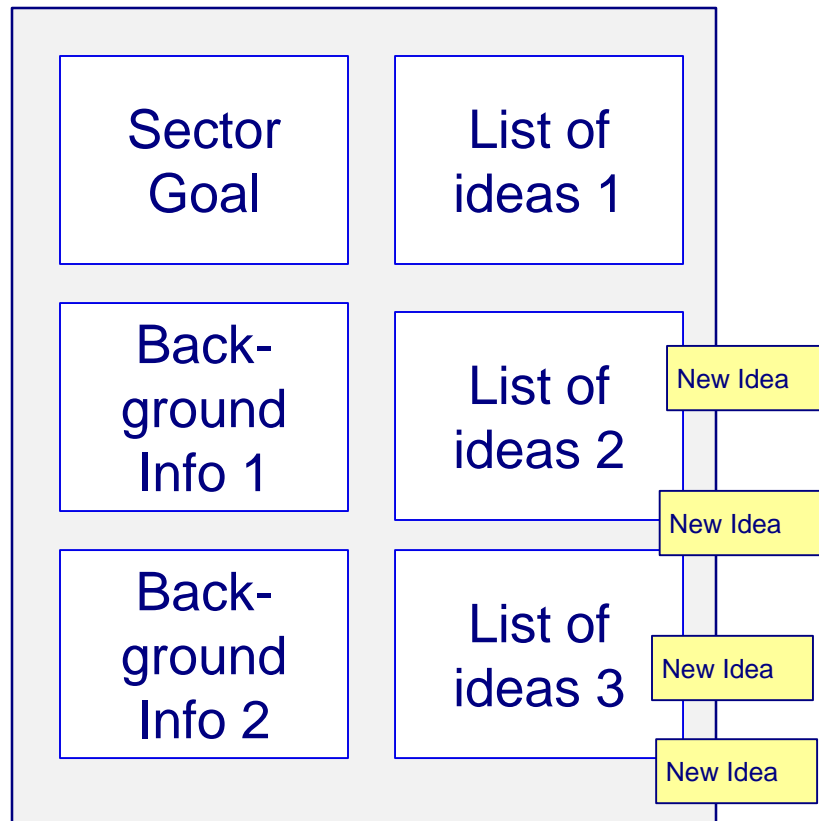 Sector
Goal
List of
ideas 1
Back-
ground
Info 1
List of
ideas 2
New Idea
New Idea
Back-
ground
Info 2
List of
ideas 3
New Idea
New Idea